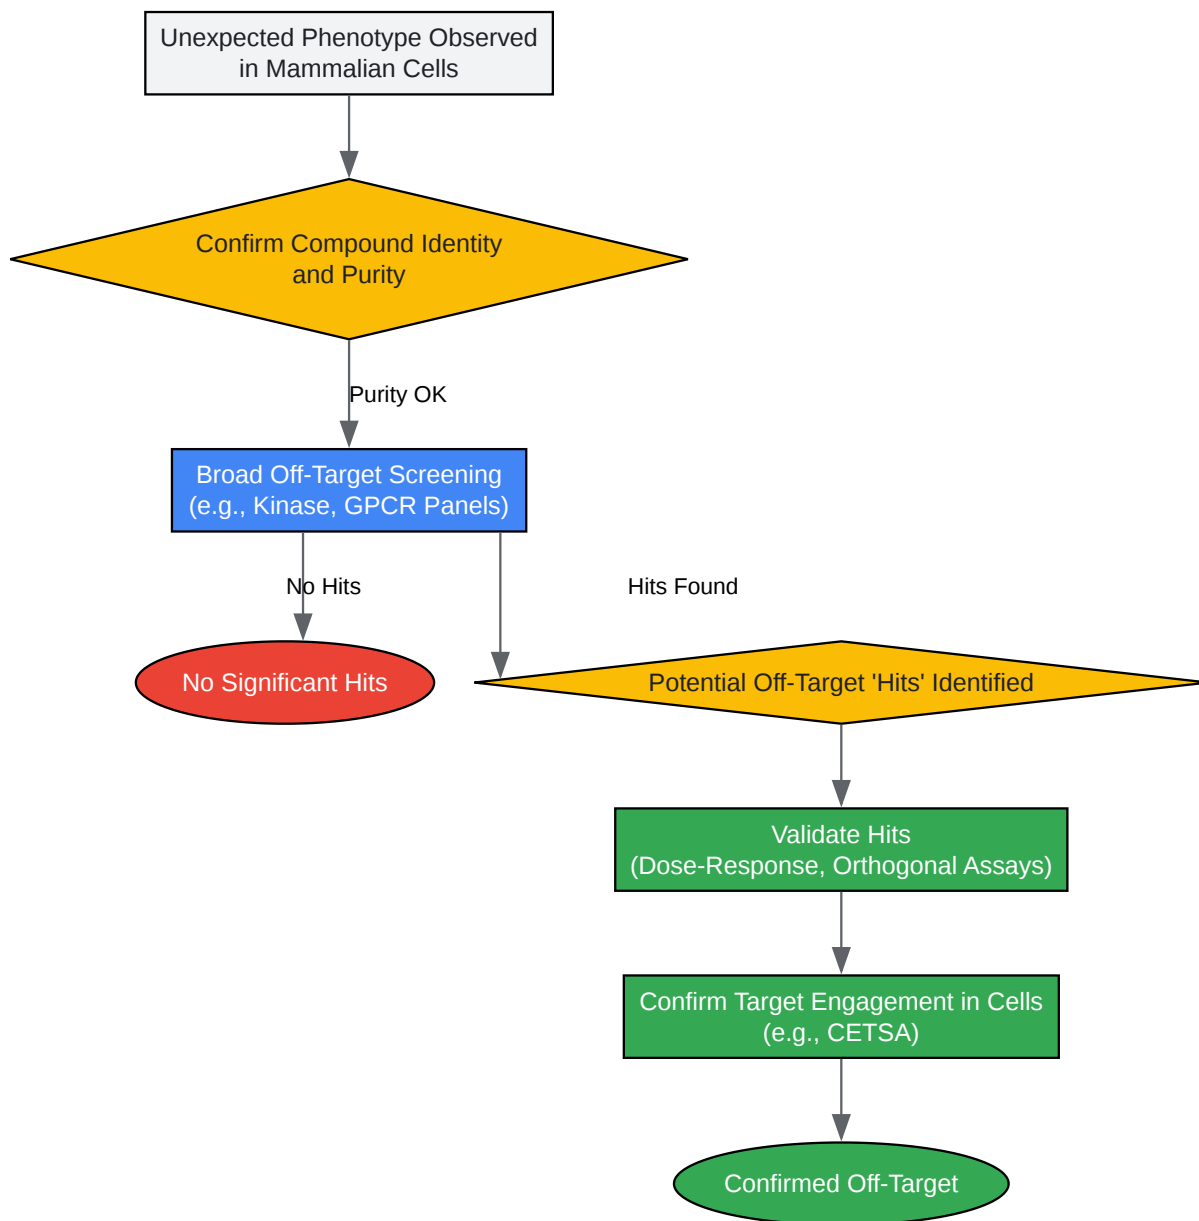 Unexpected Phenotype Observed
in Mammalian Cells
Confirm Compound Identity
and Purity
Purity OK
Broad Off-Target Screening
(e.g., Kinase, GPCR Panels)
No Hits
Hits Found
No Significant Hits
Potential Off-Target 'Hits' Identified
Validate Hits
(Dose-Response, Orthogonal Assays)
Confirm Target Engagement in Cells
(e.g., CETSA)
Confirmed Off-Target